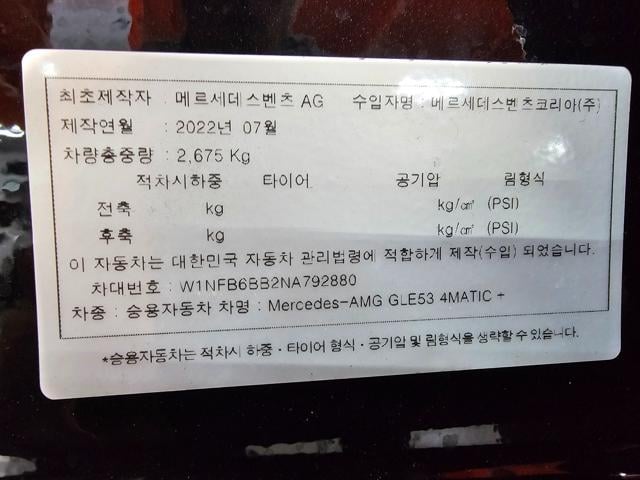 최초제작자 : 메르세데스벤츠 AG 수입자명 : 메르세데스벤츠코리아(주)
제작연월 : 2022년 07월
차량총중량 : 2,675 Kg
적차시하중 타이어 공기압 림형식
전축 kg kg/㎠ (PSI)
후축 kg kg/㎠ (PSI)
이 자동차는 대한민국 자동차 관리법령에 적합하게 제작(수입) 되었습니다.
차대번호 : W1NFB6BB2NA792880
차종 : 승용자동차 차명 : Mercedes-AMG GLE53 4MATIC +
*승용자동차는 적차시 하중·타이어 형식·공기압 및 림형식을 생략할 수 있습니다.